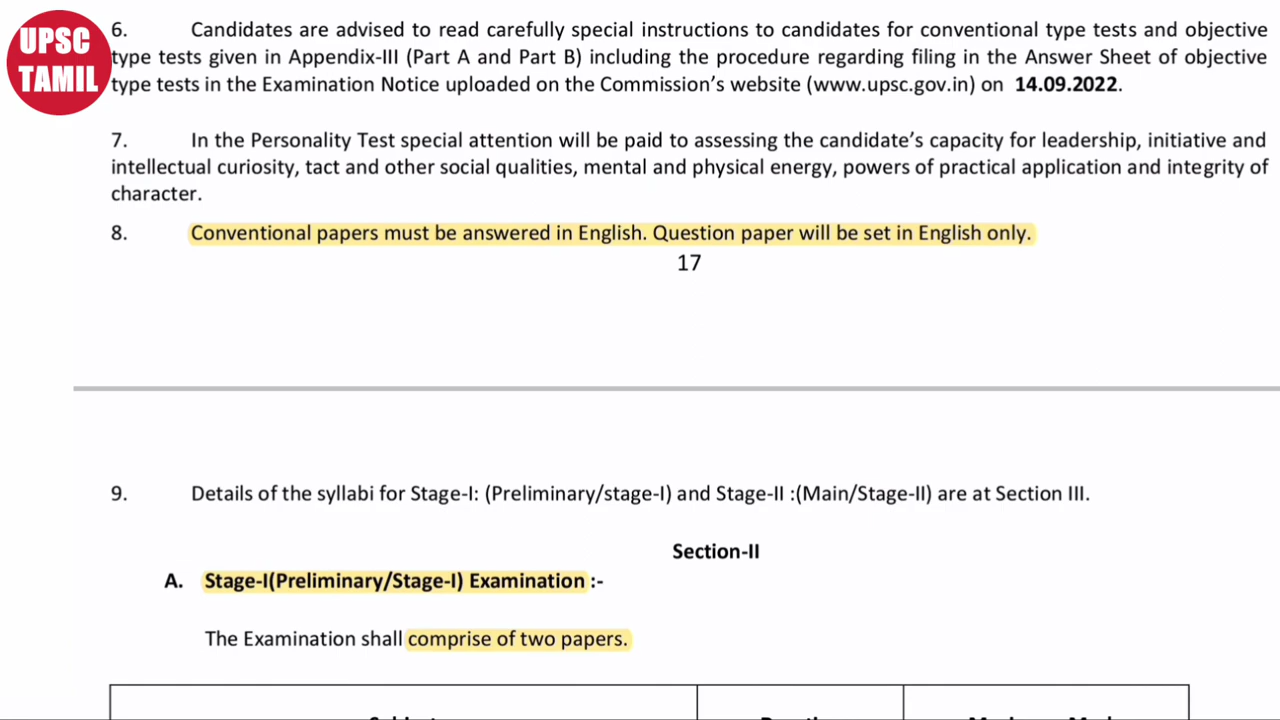 UPSC
TAMIL
6. Candidates are advised to read carefully special instructions to candidates for conventional type tests and objective
type tests given in Appendix-III (Part A and Part B) including the procedure regarding filing in the Answer Sheet of objective
type tests in the Examination Notice uploaded on the Commission’s website (www.upsc.gov.in) on 14.09.2022.
7. In the Personality Test special attention will be paid to assessing the candidate’s capacity for leadership, initiative and
intellectual curiosity, tact and other social qualities, mental and physical energy, powers of practical application and integrity of
character.
8. Conventional papers must be answered in English. Question paper will be set in English only.
17
9. Details of the syllabi for Stage-I: (Preliminary/stage-I) and Stage-II :(Main/Stage-II) are at Section III.
Section-II
A. Stage-I(Preliminary/Stage-I) Examination :-
The Examination shall comprise of two papers.